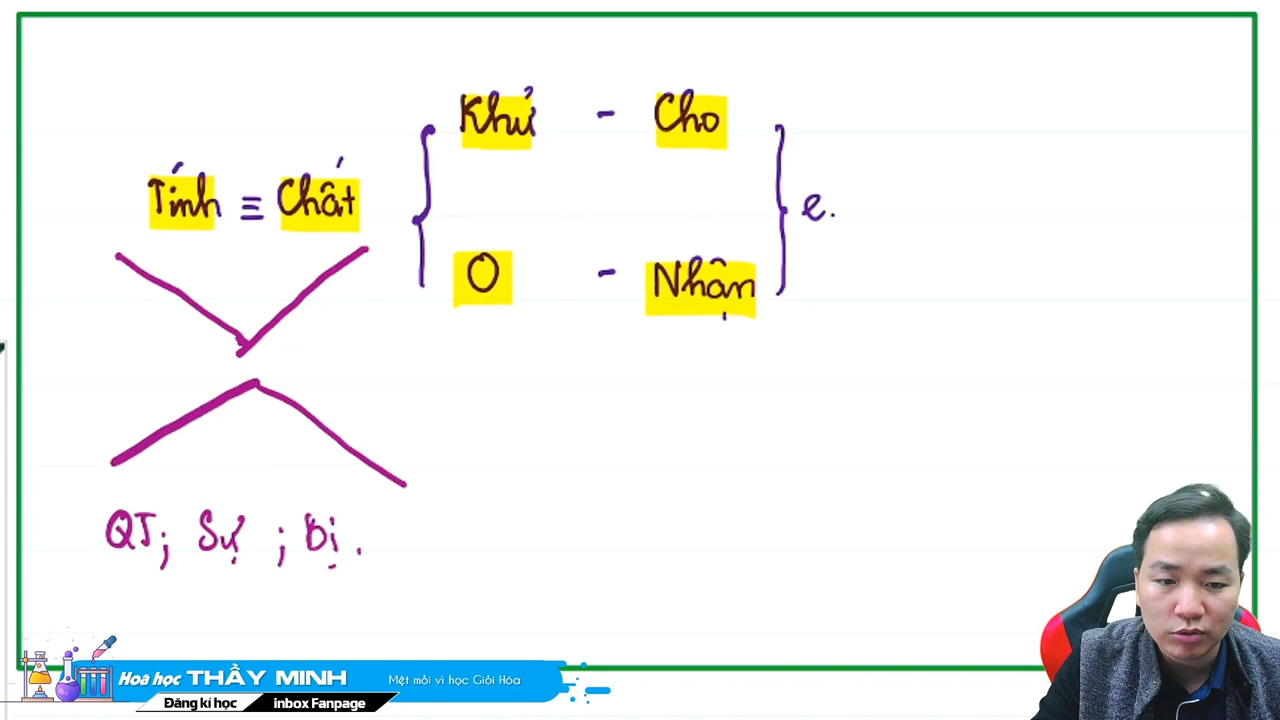 Khử - Cho
Tính ≡ Chất
e.
O - Nhận
QT; Sự ; Bị.
Hoá học THẦY MINH
Mệt mỏi vì học Giỏi Hóa
Đăng kí học
inbox Fanpage